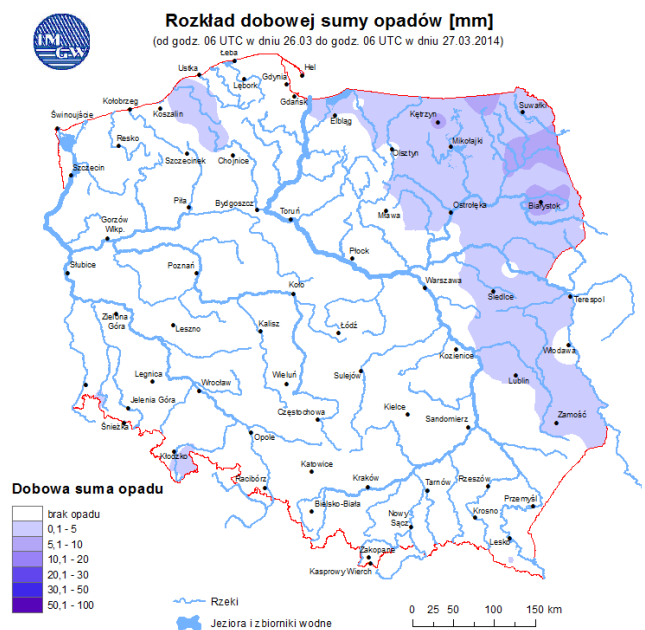 IM
GW
Rozkład dobowej sumy opadów [mm]
(od godz. 06 UTC w dniu 26.03 do godz. 06 UTC w dniu 27.03.2014)
Łeba
Ustka
Hel
Gdynia
Lębork
Kołobrzeg
Gdańsk
Koszalin
Suwałki
Świnoujście
Elbląg
Kętrzyn
Resko
Mikołajki
Szczecinek
Chojnice
Olsztyn
Szczecin
Piła
Bydgoszcz
Toruń
Mława
Ostrołęka
Białystok
Gorzów
Wlkp.
Płock
Słubice
Poznań
Koło
Warszawa
Siedlce
Terespol
Zielona
Góra
Leszno
Kalisz
Łódź
Kozienice
Włodawa
Legnica
Wrocław
Wieluń
Sulejów
Lublin
Jelenia Góra
Częstochowa
Kielce
Sandomierz
Zamość
Śnieżka
Opole
Kłodzko
Katowice
Racibórz
Kraków
Tarnów
Rzeszów
Bielsko-Biała
Przemyśl
Nowy
Sącz
Krosno
Lesko
Zakopane
Kasprowy Wierch
Dobowa suma opadu
brak opadu
0,1 - 5
5,1 - 10
10,1 - 20
20,1 - 30
30,1 - 50
50,1 - 100
Rzeki
Jeziora i zbiorniki wodne
0 25 50 100 150 km